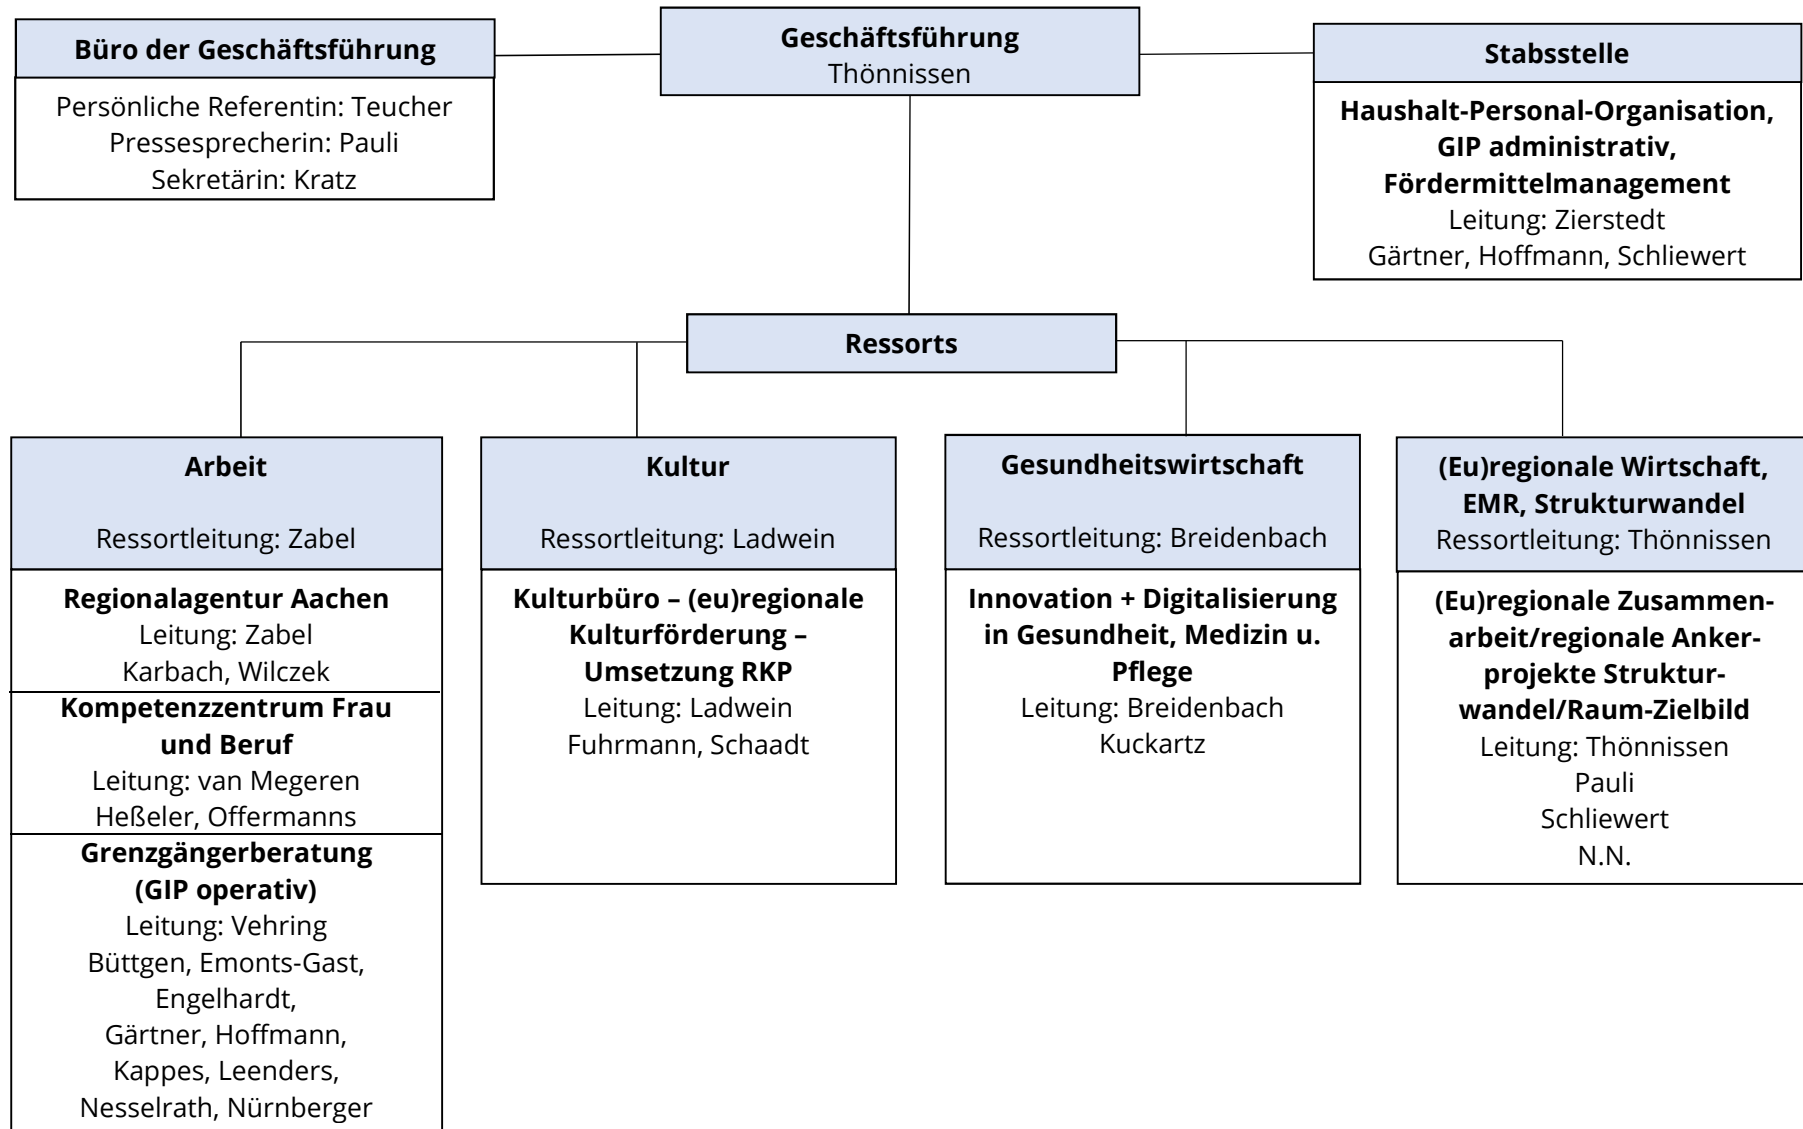 Büro der Geschäftsführung
Persönliche Referentin: Teucher
Pressesprecherin: Pauli
Sekretärin: Kratz
Geschäftsführung
Thönnissen
Stabsstelle
Haushalt-Personal-Organisation,
GIP administrativ,
Fördermittelmanagement
Leitung: Zierstedt
Gärtner, Hoffmann, Schliewert
Ressorts
Arbeit
Ressortleitung: Zabel
Regionalagentur Aachen
Leitung: Zabel
Karbach, Wilczek
Kompetenzzentrum Frau
und Beruf
Leitung: van Megeren
Heßeler, Offermanns
Grenzgängerberatung
(GIP operativ)
Leitung: Vehring
Büttgen, Emonts-Gast,
Engelhardt,
Gärtner, Hoffmann,
Kappes, Leenders,
Nesselrath, Nürnberger
Kultur
Ressortleitung: Ladwein
Kulturbüro – (eu)regionale
Kulturförderung –
Umsetzung RKP
Leitung: Ladwein
Fuhrmann, Schaadt
Gesundheitswirtschaft
Ressortleitung: Breidenbach
Innovation + Digitalisierung
in Gesundheit, Medizin u.
Pflege
Leitung: Breidenbach
Kuckartz
(Eu)regionale Wirtschaft,
EMR, Strukturwandel
Ressortleitung: Thönnissen
(Eu)regionale Zusammen-
arbeit/regionale Anker-
projekte Struktur-
wandel/Raum-Zielbild
Leitung: Thönnissen
Pauli
Schliewert
N.N.